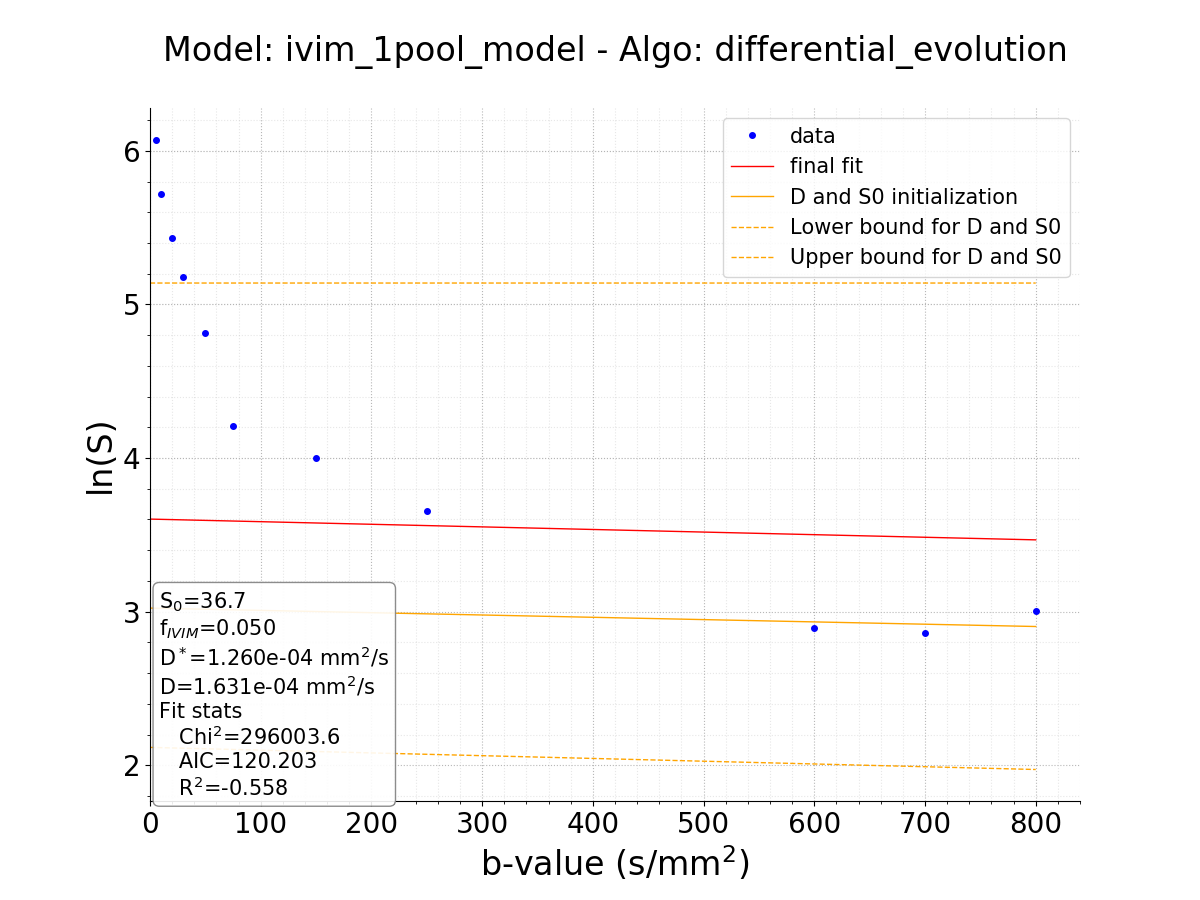 Model: ivim_1pool_model - Algo: differential_evolution
data
final fit
D and S0 initialization
Lower bound for D and S0
Upper bound for D and S0
ln(S)
6
5
4
3
2
S₀=36.7
f_IVIM=0.050
D*=1.260e-04 mm²/s
D=1.631e-04 mm²/s
Fit stats
Chi²=296003.6
AIC=120.203
R²=-0.558
0 100 200 300 400 500 600 700 800
b-value (s/mm²)